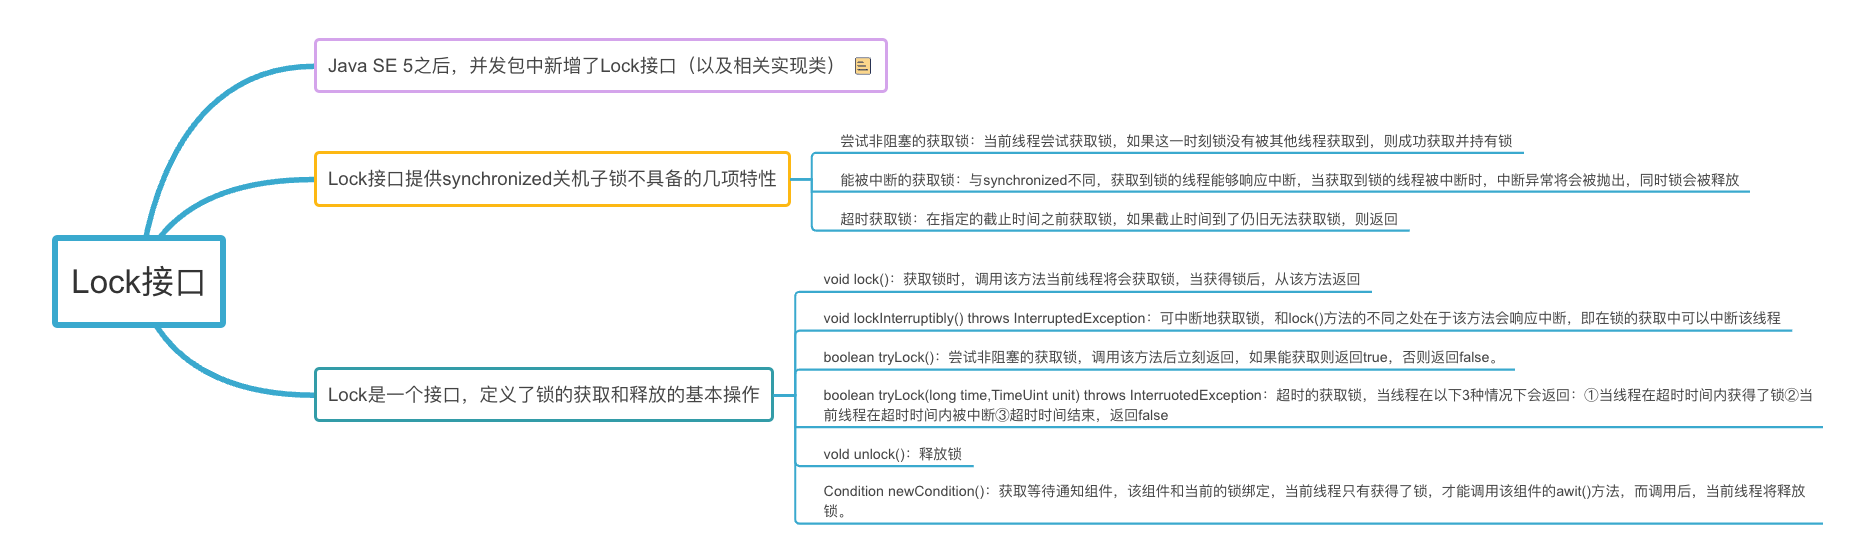 Java SE 5之后，并发包中新增了Lock接口（以及相关实现类）
Lock接口提供synchronized关机子锁不具备的几项特性
尝试非阻塞的获取锁：当前线程尝试获取锁，如果这一时刻锁没有被其他线程获取到，则成功获取并持有锁
能被中断的获取锁：与synchronized不同，获取到锁的线程能够响应中断，当获取到锁的线程被中断时，中断异常将会被抛出，同时锁会被释放
超时获取锁：在指定的截止时间之前获取锁，如果截止时间到了仍旧无法获取锁，则返回
Lock接口
Lock是一个接口，定义了锁的获取和释放的基本操作
void lock()：获取锁时，调用该方法当前线程将会获取锁，当获得锁后，从该方法返回
void lockInterruptibly() throws InterruptedException：可中断地获取锁，和lock()方法的不同之处在于该方法会响应中断，即在锁的获取中可以中断该线程
boolean tryLock()：尝试非阻塞的获取锁，调用该方法后立刻返回，如果能获取则返回true，否则返回false。
boolean tryLock(long time,TimeUint unit) throws InterruotedException：超时的获取锁，当线程在以下3种情况下会返回：①当线程在超时时间内获得了锁②当
前线程在超时时间内被中断③超时时间结束，返回false
vold unlock()：释放锁
Condition newCondition()：获取等待通知组件，该组件和当前的锁绑定，当前线程只有获得了锁，才能调用该组件的awit()方法，而调用后，当前线程将释放
锁。